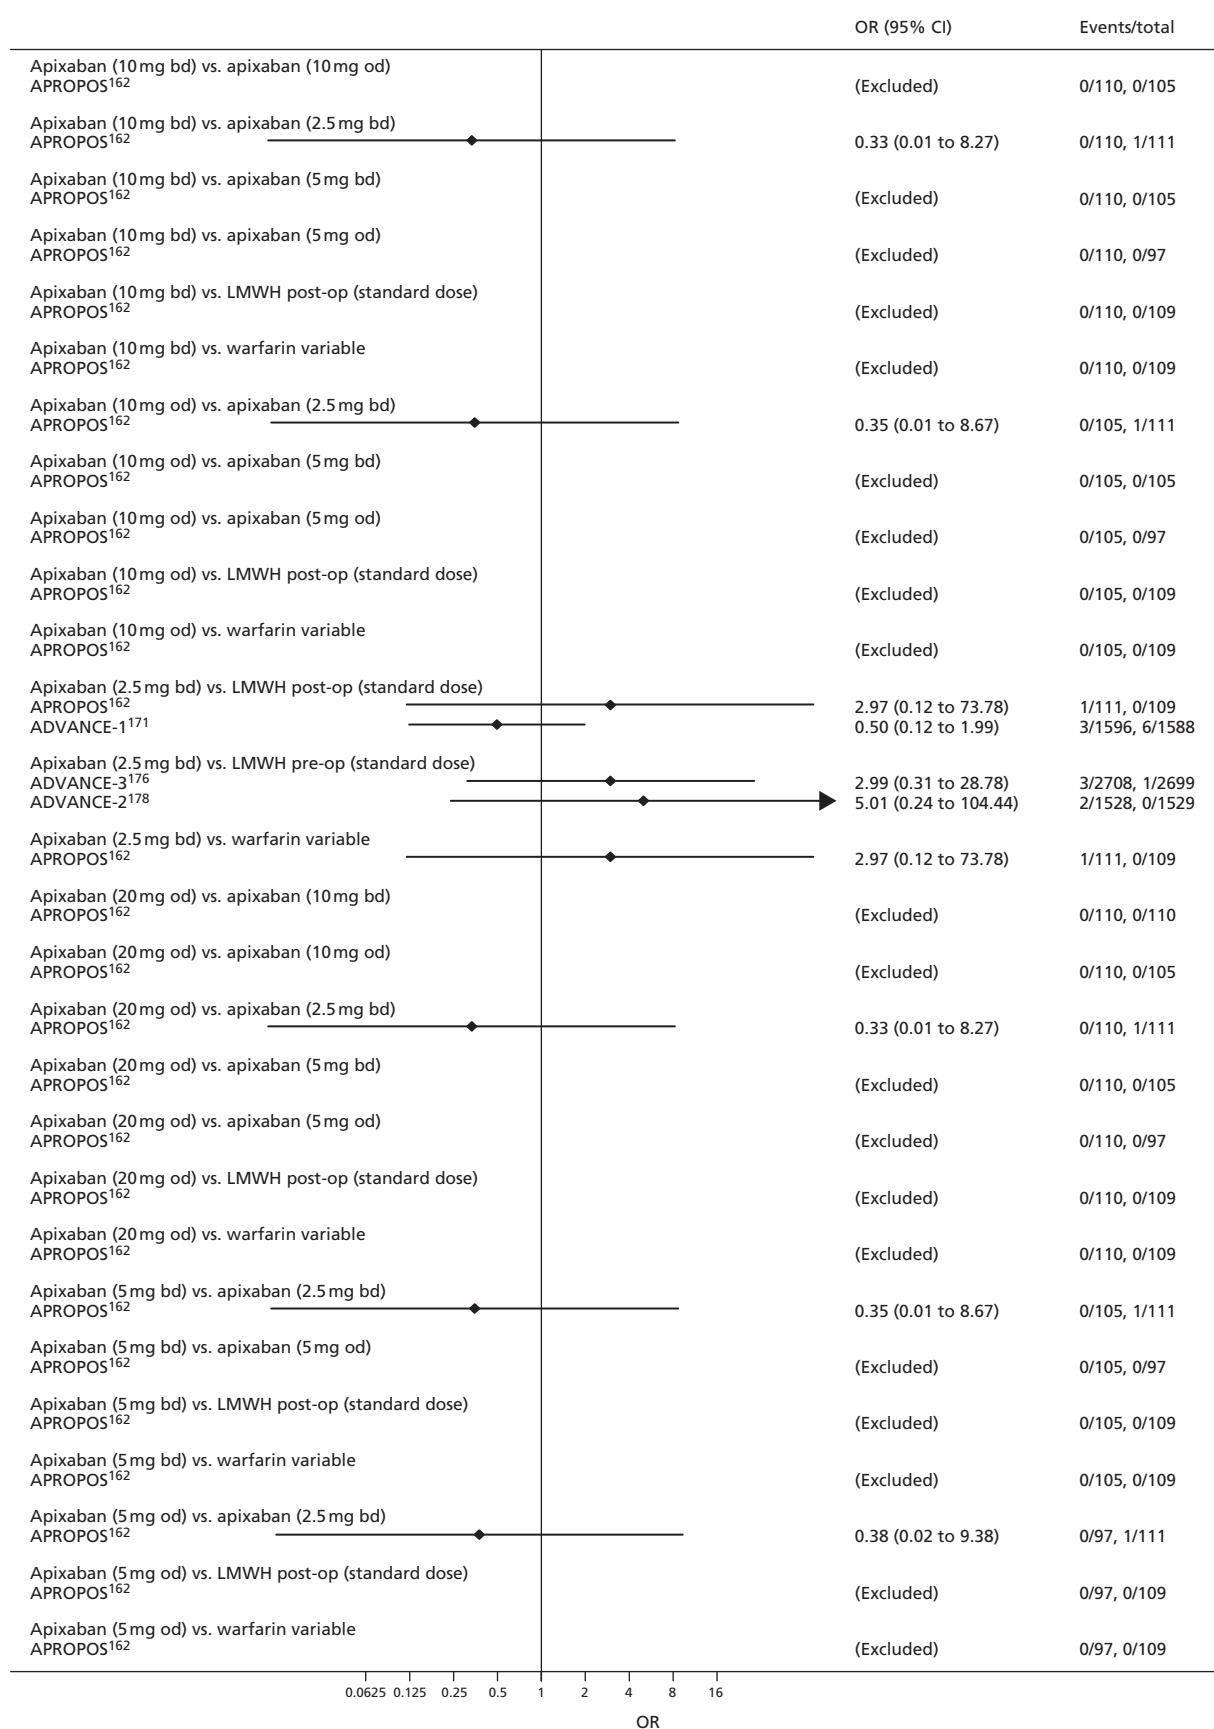 OR (95% CI) Events/total
Apixaban (10 mg bd) vs. apixaban (10 mg od)
APROPOS162 (Excluded) 0/110, 0/105
Apixaban (10 mg bd) vs. apixaban (2.5 mg bd)
APROPOS162 0.33 (0.01 to 8.27) 0/110, 1/111
Apixaban (10 mg bd) vs. apixaban (5 mg bd)
APROPOS162 (Excluded) 0/110, 0/105
Apixaban (10 mg bd) vs. apixaban (5 mg od)
APROPOS162 (Excluded) 0/110, 0/97
Apixaban (10 mg bd) vs. LMWH post-op (standard dose)
APROPOS162 (Excluded) 0/110, 0/109
Apixaban (10 mg bd) vs. warfarin variable
APROPOS162 (Excluded) 0/110, 0/109
Apixaban (10 mg od) vs. apixaban (2.5 mg bd)
APROPOS162 0.35 (0.01 to 8.67) 0/105, 1/111
Apixaban (10 mg od) vs. apixaban (5 mg bd)
APROPOS162 (Excluded) 0/105, 0/105
Apixaban (10 mg od) vs. apixaban (5 mg od)
APROPOS162 (Excluded) 0/105, 0/97
Apixaban (10 mg od) vs. LMWH post-op (standard dose)
APROPOS162 (Excluded) 0/105, 0/109
Apixaban (10 mg od) vs. warfarin variable
APROPOS162 (Excluded) 0/105, 0/109
Apixaban (2.5 mg bd) vs. LMWH post-op (standard dose)
APROPOS162 2.97 (0.12 to 73.78) 1/111, 0/109
ADVANCE-1171 0.50 (0.12 to 1.99) 3/1596, 6/1588
Apixaban (2.5 mg bd) vs. LMWH pre-op (standard dose)
ADVANCE-3176 2.99 (0.31 to 28.78) 3/2708, 1/2699
ADVANCE-2178 5.01 (0.24 to 104.44) 2/1528, 0/1529
Apixaban (2.5 mg bd) vs. warfarin variable
APROPOS162 2.97 (0.12 to 73.78) 1/111, 0/109
Apixaban (20 mg od) vs. apixaban (10 mg bd)
APROPOS162 (Excluded) 0/110, 0/110
Apixaban (20 mg od) vs. apixaban (10 mg od)
APROPOS162 (Excluded) 0/110, 0/105
Apixaban (20 mg od) vs. apixaban (2.5 mg bd)
APROPOS162 0.33 (0.01 to 8.27) 0/110, 1/111
Apixaban (20 mg od) vs. apixaban (5 mg bd)
APROPOS162 (Excluded) 0/110, 0/105
Apixaban (20 mg od) vs. apixaban (5 mg od)
APROPOS162 (Excluded) 0/110, 0/97
Apixaban (20 mg od) vs. LMWH post-op (standard dose)
APROPOS162 (Excluded) 0/110, 0/109
Apixaban (20 mg od) vs. warfarin variable
APROPOS162 (Excluded) 0/110, 0/109
Apixaban (5 mg bd) vs. apixaban (2.5 mg bd)
APROPOS162 0.35 (0.01 to 8.67) 0/105, 1/111
Apixaban (5 mg bd) vs. apixaban (5 mg od)
APROPOS162 (Excluded) 0/105, 0/97
Apixaban (5 mg bd) vs. LMWH post-op (standard dose)
APROPOS162 (Excluded) 0/105, 0/109
Apixaban (5 mg bd) vs. warfarin variable
APROPOS162 (Excluded) 0/105, 0/109
Apixaban (5 mg od) vs. apixaban (2.5 mg bd)
APROPOS162 0.38 (0.02 to 9.38) 0/97, 1/111
Apixaban (5 mg od) vs. LMWH post-op (standard dose)
APROPOS162 (Excluded) 0/97, 0/109
Apixaban (5 mg od) vs. warfarin variable
APROPOS162 (Excluded) 0/97, 0/109
0.0625 0.125 0.25 0.5 1 2 4 8 16
OR